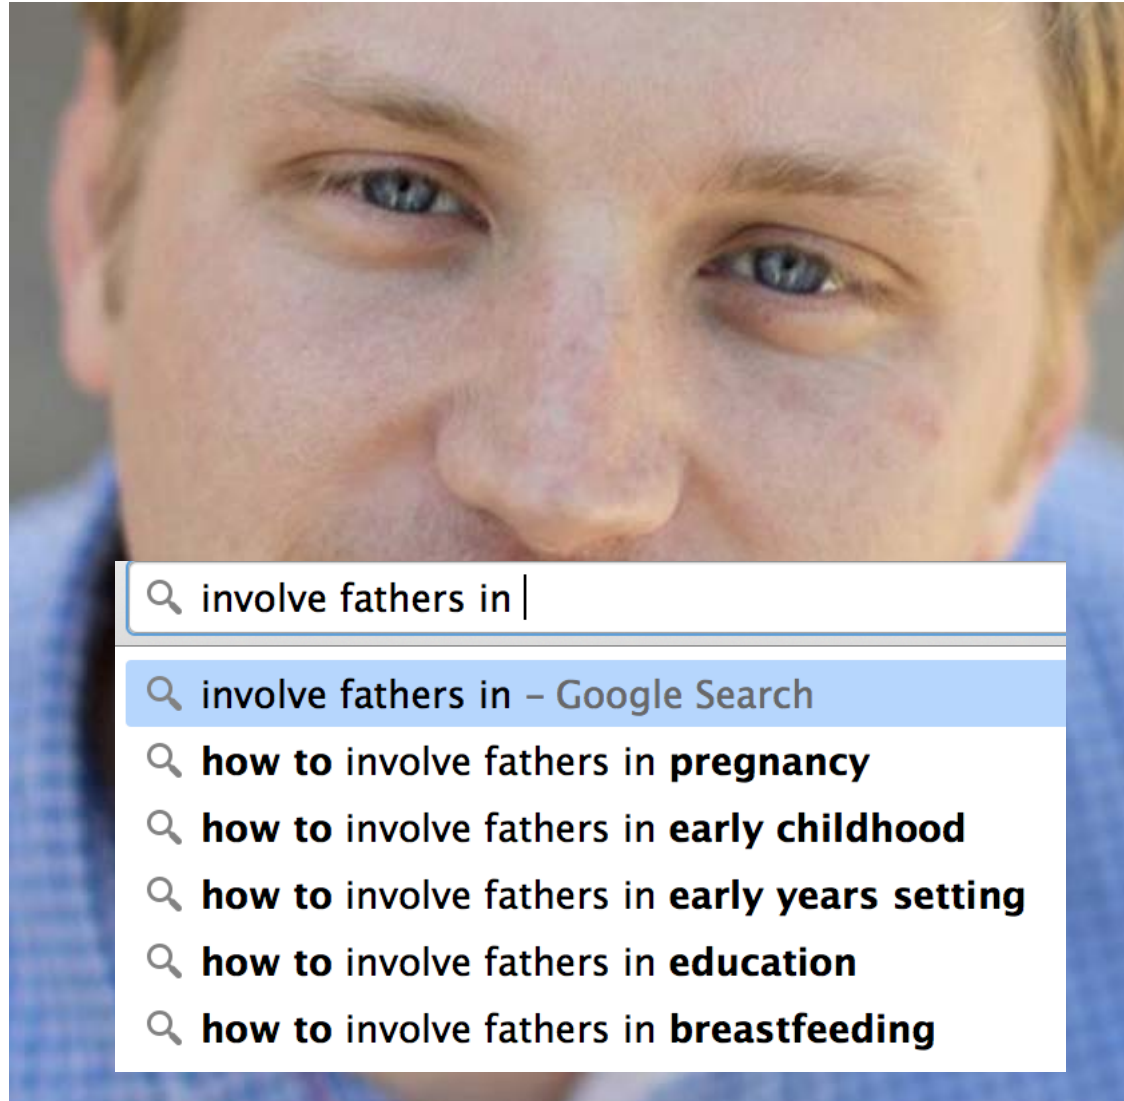 involve fathers in
involve fathers in – Google Search
how to involve fathers in pregnancy
how to involve fathers in early childhood
how to involve fathers in early years setting
how to involve fathers in education
how to involve fathers in breastfeeding